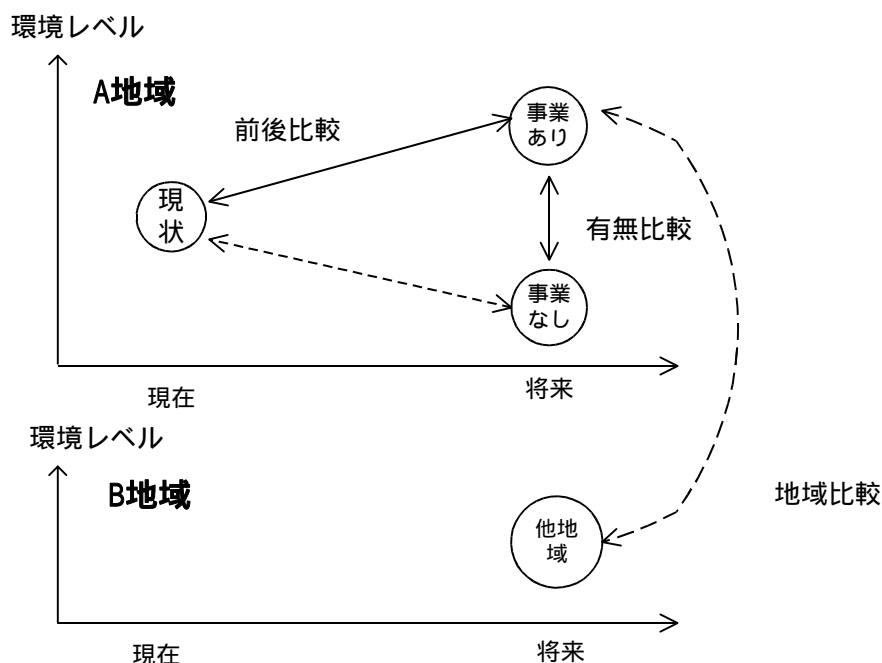 環境レベル
A地域
前後比較
事業
あり
現
状
有無比較
事業
なし
現在
将来
環境レベル
B地域
地域比較
他地
域
現在
将来